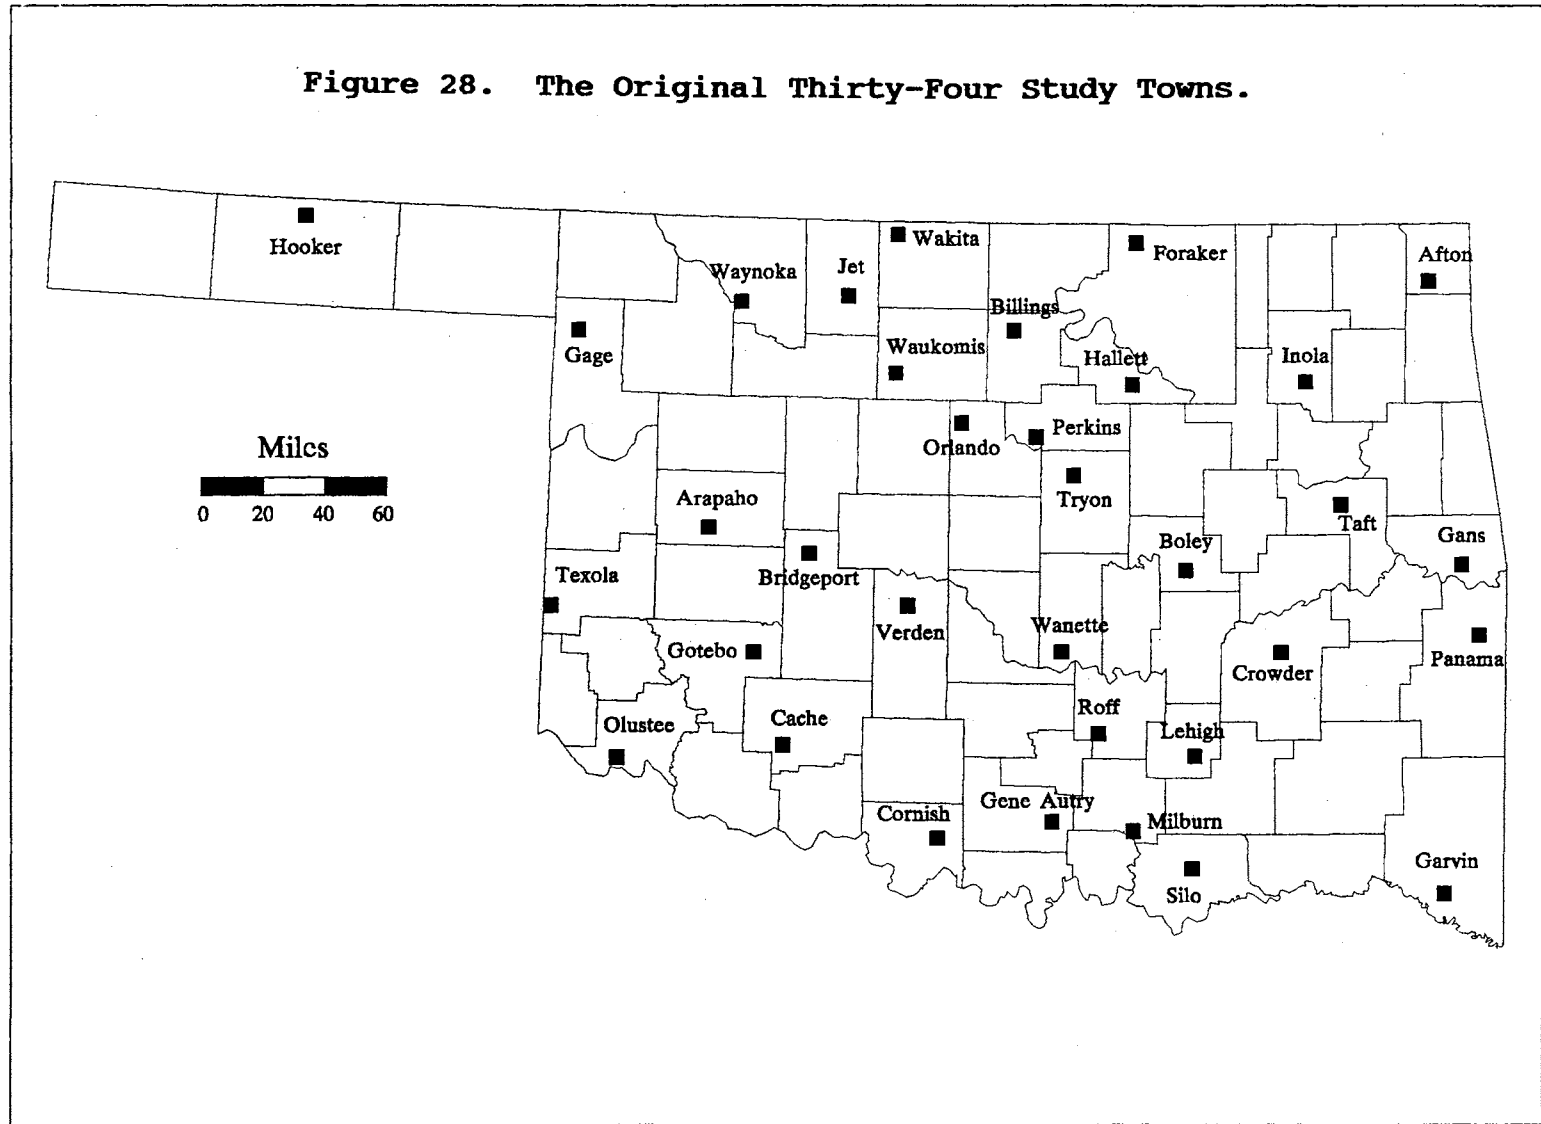 Figure 28. The Original Thirty-Four Study Towns.
Hooker
Wakita
Foraker
Afton
Waynoka
Jet
Billings
Gage
Waukomis
Hallett
Inola
Miles
0 20 40 60
Orlando
Perkins
Arapaho
Tryon
Taft
Boley
Gans
Texola
Bridgeport
Verden
Wanette
Gotebo
Crowder
Panama
Olustee
Cache
Roff
Lehigh
Gene Autry
Cornish
Milburn
Garvin
Silo